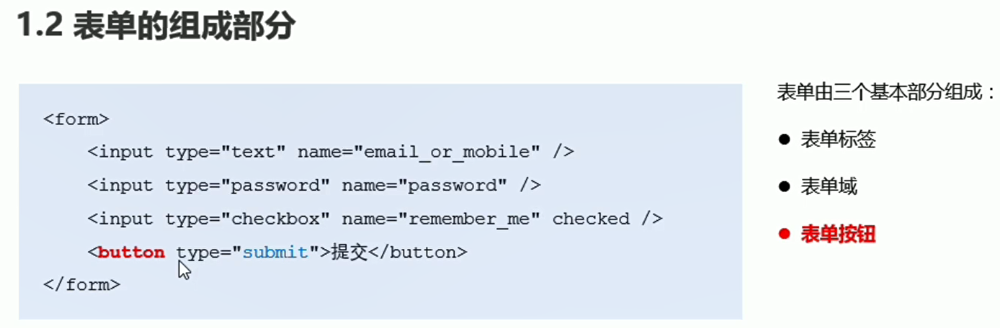 1.2 表单的组成部分
<form>
<input type="text" name="email_or_mobile" />
<input type="password" name="password" />
<input type="checkbox" name="remember_me" checked />
<button type="submit">提交</button>
</form>
表单由三个基本部分组成：
● 表单标签
● 表单域
● 表单按钮